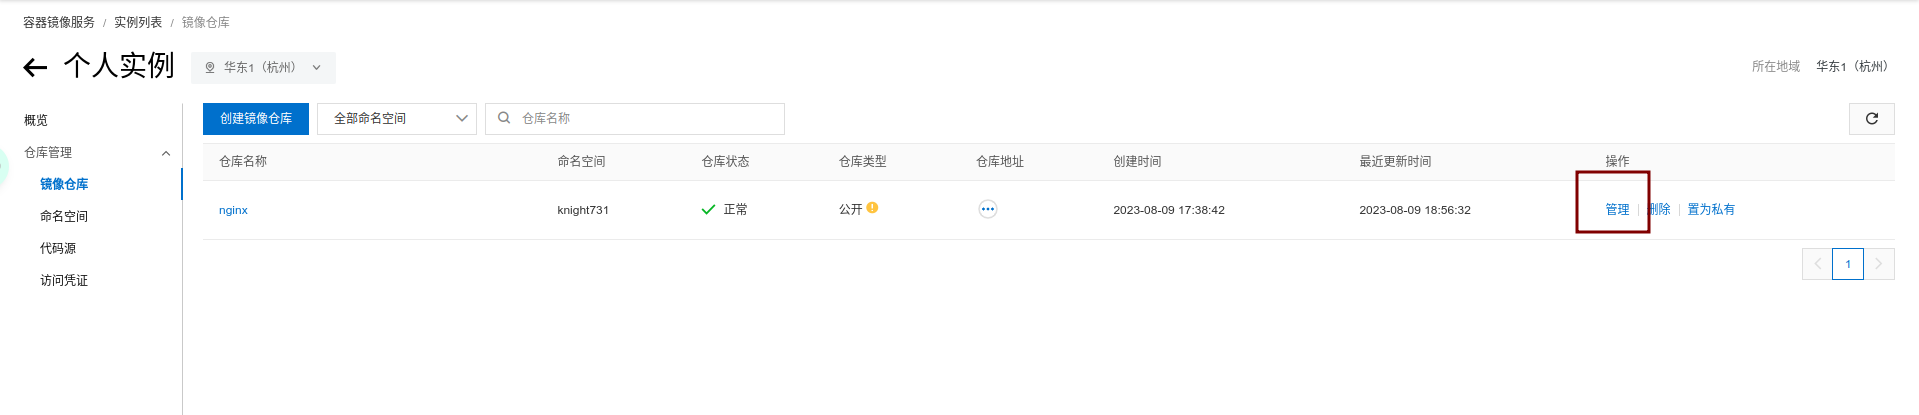 容器镜像服务 / 实例列表 / 镜像仓库
个人实例 华东1（杭州） 所在地域 华东1（杭州）
概览
仓库管理
镜像仓库
命名空间
代码源
访问凭证
创建镜像仓库 全部命名空间 仓库名称
仓库名称 命名空间 仓库状态 仓库类型 仓库地址 创建时间 最近更新时间 操作
nginx knight731 正常 公开 2023-08-09 17:38:42 2023-08-09 18:56:32 管理 删除 置为私有
1